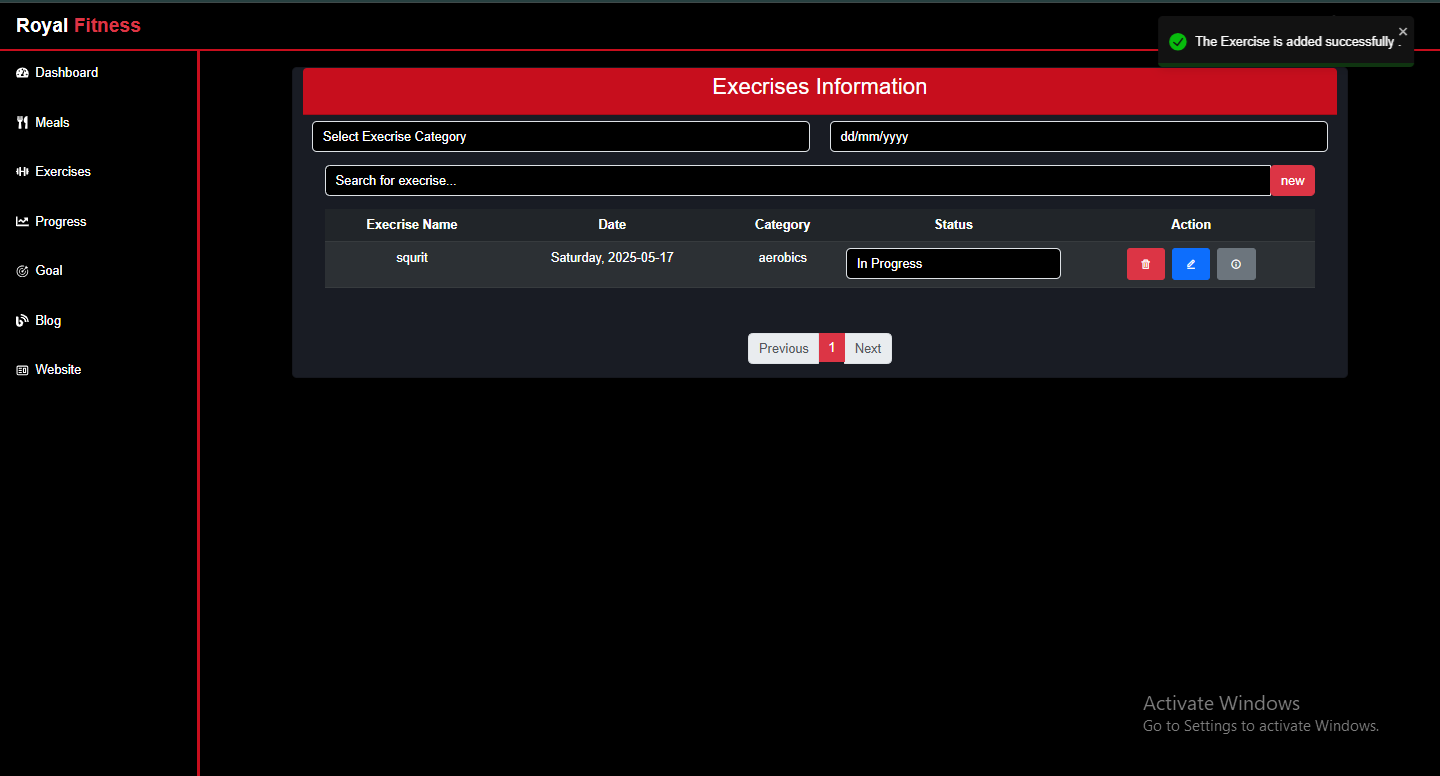 Royal Fitness
The Exercise is added successfully .
Dashboard
Meals
Exercises
Progress
Goal
Blog
Website
Execrises Information
Select Execrise Category
dd/mm/yyyy
Search for execrise...
new
Execrise Name Date Category Status Action
squrit Saturday, 2025-05-17 aerobics In Progress
Previous 1 Next
Activate Windows
Go to Settings to activate Windows.